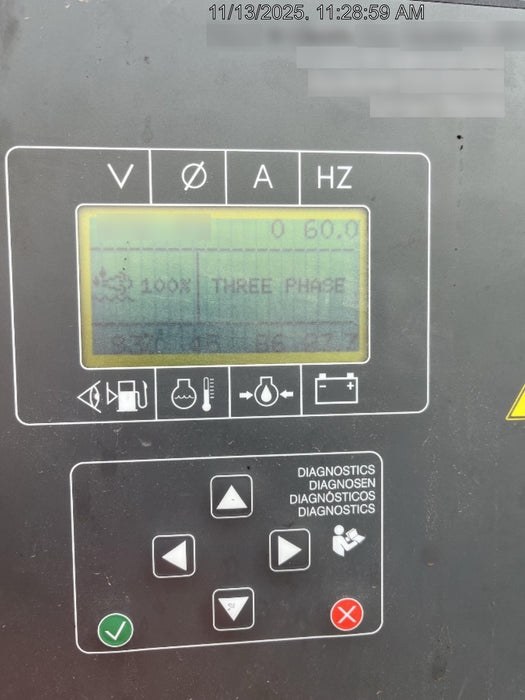 11/13/2025, 11:28:59 AM
V Ø A HZ
0 60.0
100% THREE PHASE
DIAGNOSTICS
DIAGNOSEN
DIAGNÓSTICOS
DIAGNOSTICS